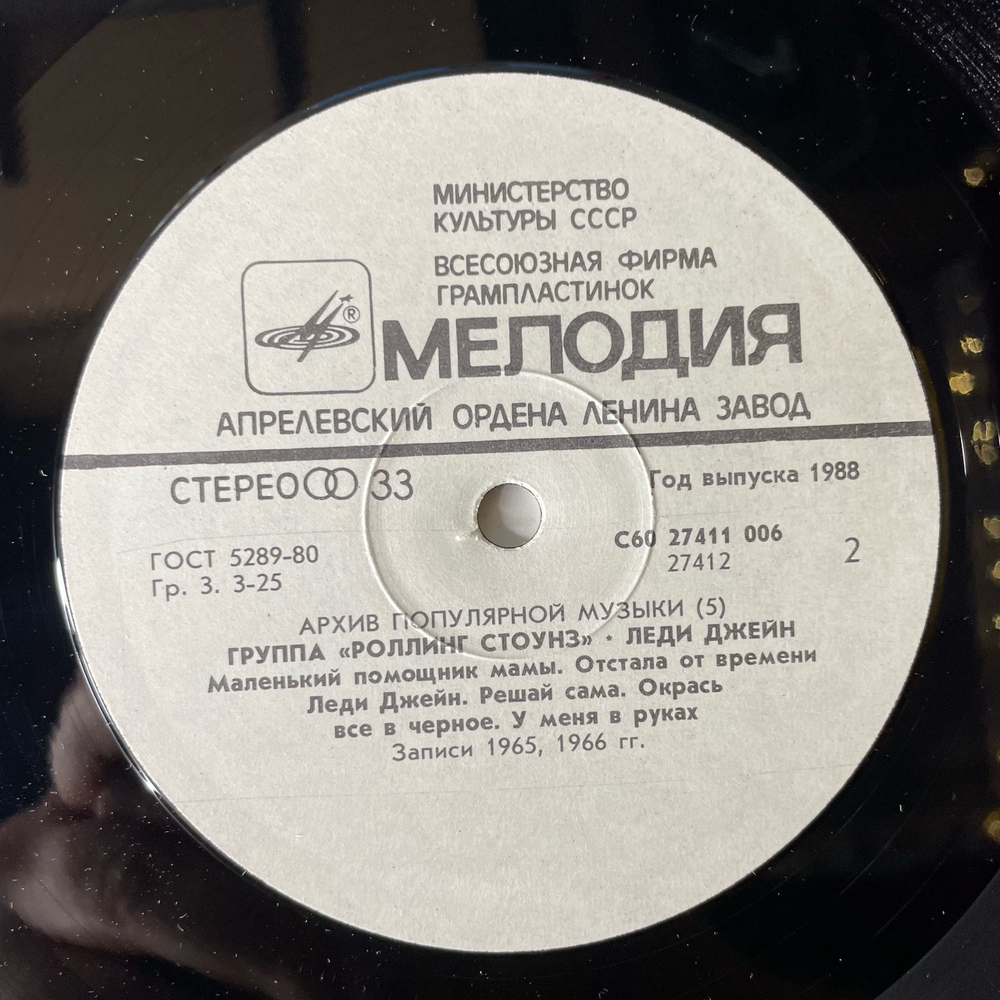 МИНИСТЕРСТВО
КУЛЬТУРЫ СССР
ВСЕСОЮЗНАЯ ФИРМА
ГРАМПЛАСТИНОК
®
МЕЛОДИЯ
АПРЕЛЕВСКИЙ ОРДЕНА ЛЕНИНА ЗАВОД
СТЕРЕО 33
Год выпуска 1988
ГОСТ 5289-80
Гр. 3. 3-25
С60 27411 006
27412
2
АРХИВ ПОПУЛЯРНОЙ МУЗЫКИ (5)
ГРУППА «РОЛЛИНГ СТОУНЗ» · ЛЕДИ ДЖЕЙН
Маленький помощник мамы. Отстала от времени
Леди Джейн. Решай сама. Окрась
все в черное. У меня в руках
Записи 1965, 1966 гг.